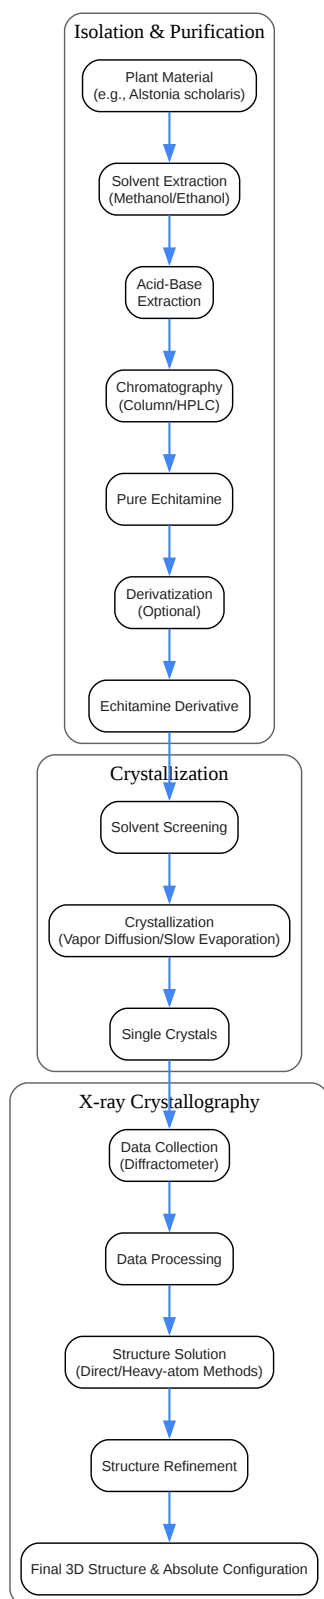 Isolation & Purification
Plant Material
(e.g., Alstonia scholaris)
Solvent Extraction
(Methanol/Ethanol)
Acid-Base
Extraction
Chromatography
(Column/HPLC)
Pure Echitamine
Derivatization
(Optional)
Echitamine Derivative
Crystallization
Solvent Screening
Crystallization
(Vapor Diffusion/Slow Evaporation)
Single Crystals
X-ray Crystallography
Data Collection
(Diffractometer)
Data Processing
Structure Solution
(Direct/Heavy-atom Methods)
Structure Refinement
Final 3D Structure & Absolute Configuration